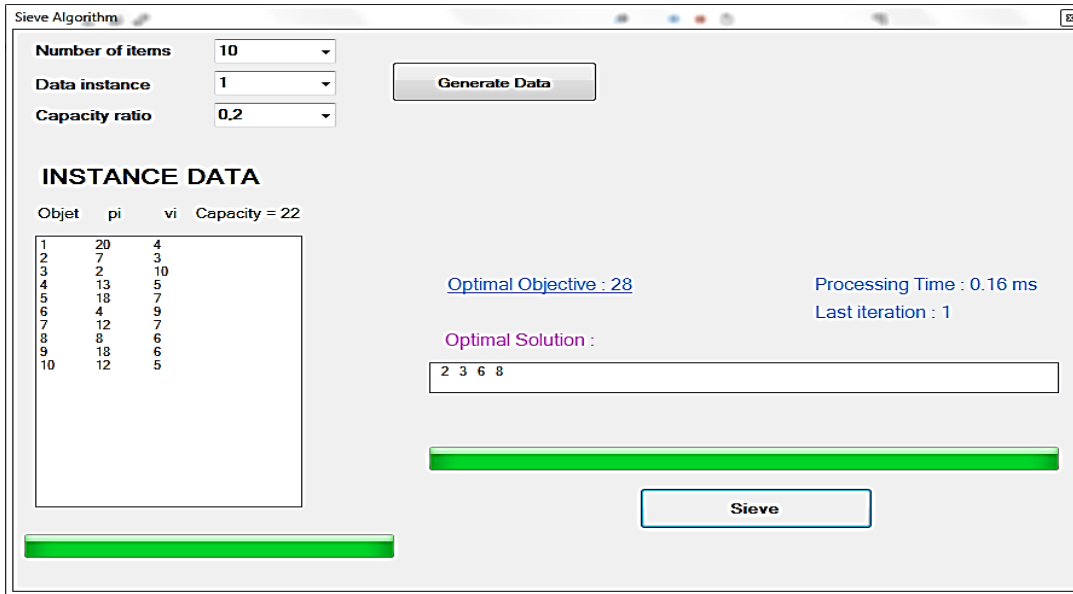 Sieve Algorithm
Number of items 10
Data instance 1
Capacity ratio 0,2
Generate Data
INSTANCE DATA
Objet pi vi Capacity = 22
1 20 4
2 7 3
3 2 10
4 13 5
5 18 7
6 4 9
7 12 7
8 8 6
9 18 6
10 12 5
Optimal Objective : 28
Processing Time : 0.16 ms
Last iteration : 1
Optimal Solution :
2 3 6 8
Sieve